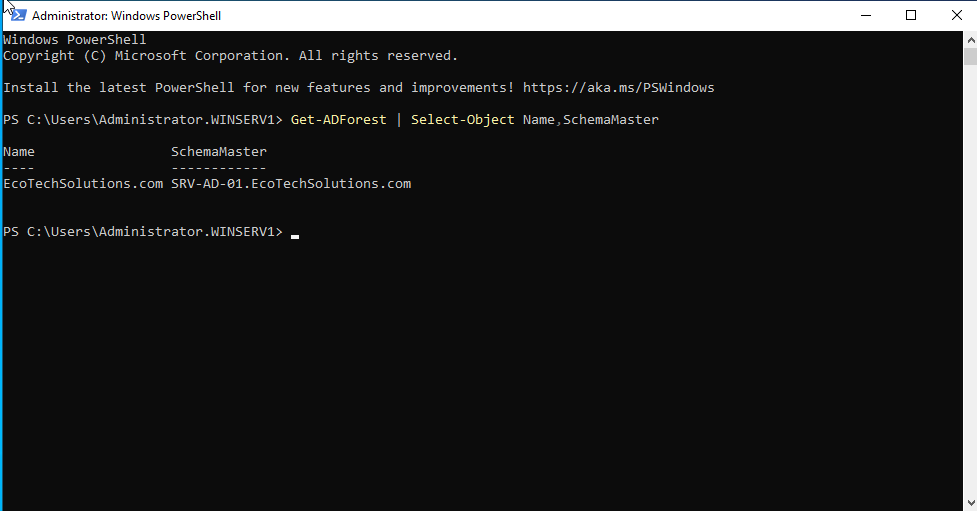 Administrator: Windows PowerShell
Windows PowerShell
Copyright (C) Microsoft Corporation. All rights reserved.
Install the latest PowerShell for new features and improvements! https://aka.ms/PSWindows
PS C:\Users\Administrator.WINSERV1> Get-ADForest | Select-Object Name,SchemaMaster
Name                 SchemaMaster
----                 ------------
EcoTechSolutions.com SRV-AD-01.EcoTechSolutions.com
PS C:\Users\Administrator.WINSERV1>